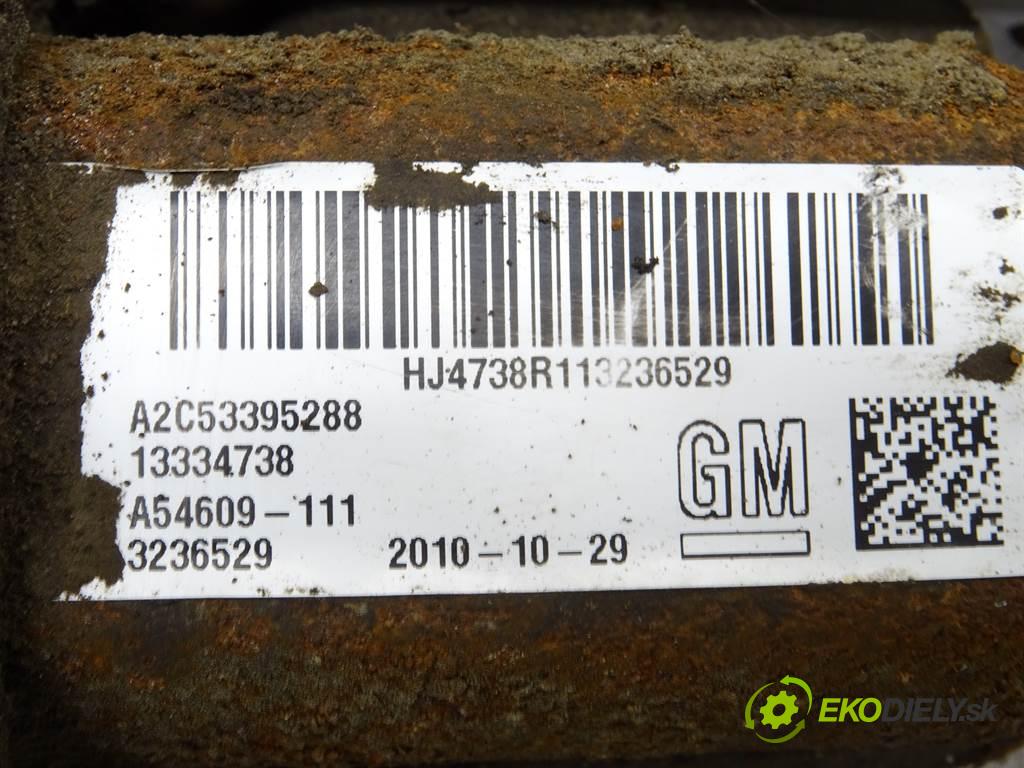 HJ4738R113236529
A2C53395288
13334738
A54609-111
3236529 2010-10-29
GM
EKODIELY.sk